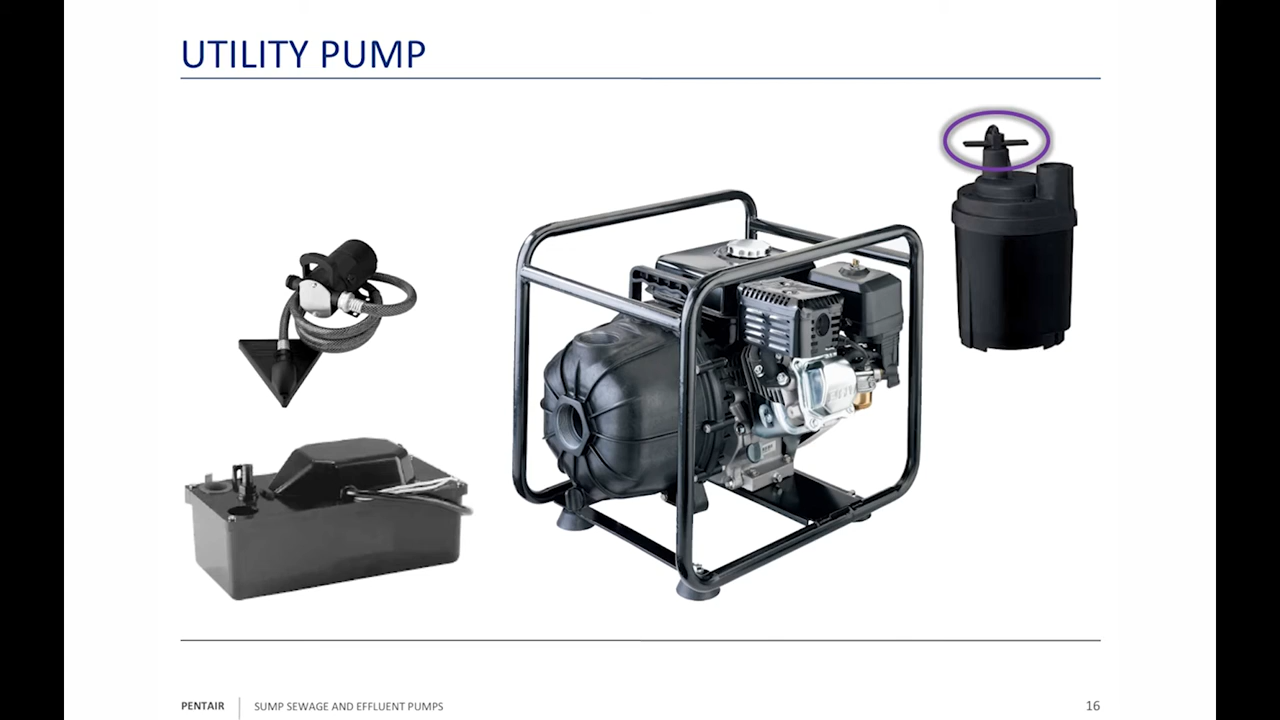 UTILITY PUMP
PENTAIR
SUMP SEWAGE AND EFFLUENT PUMPS
16